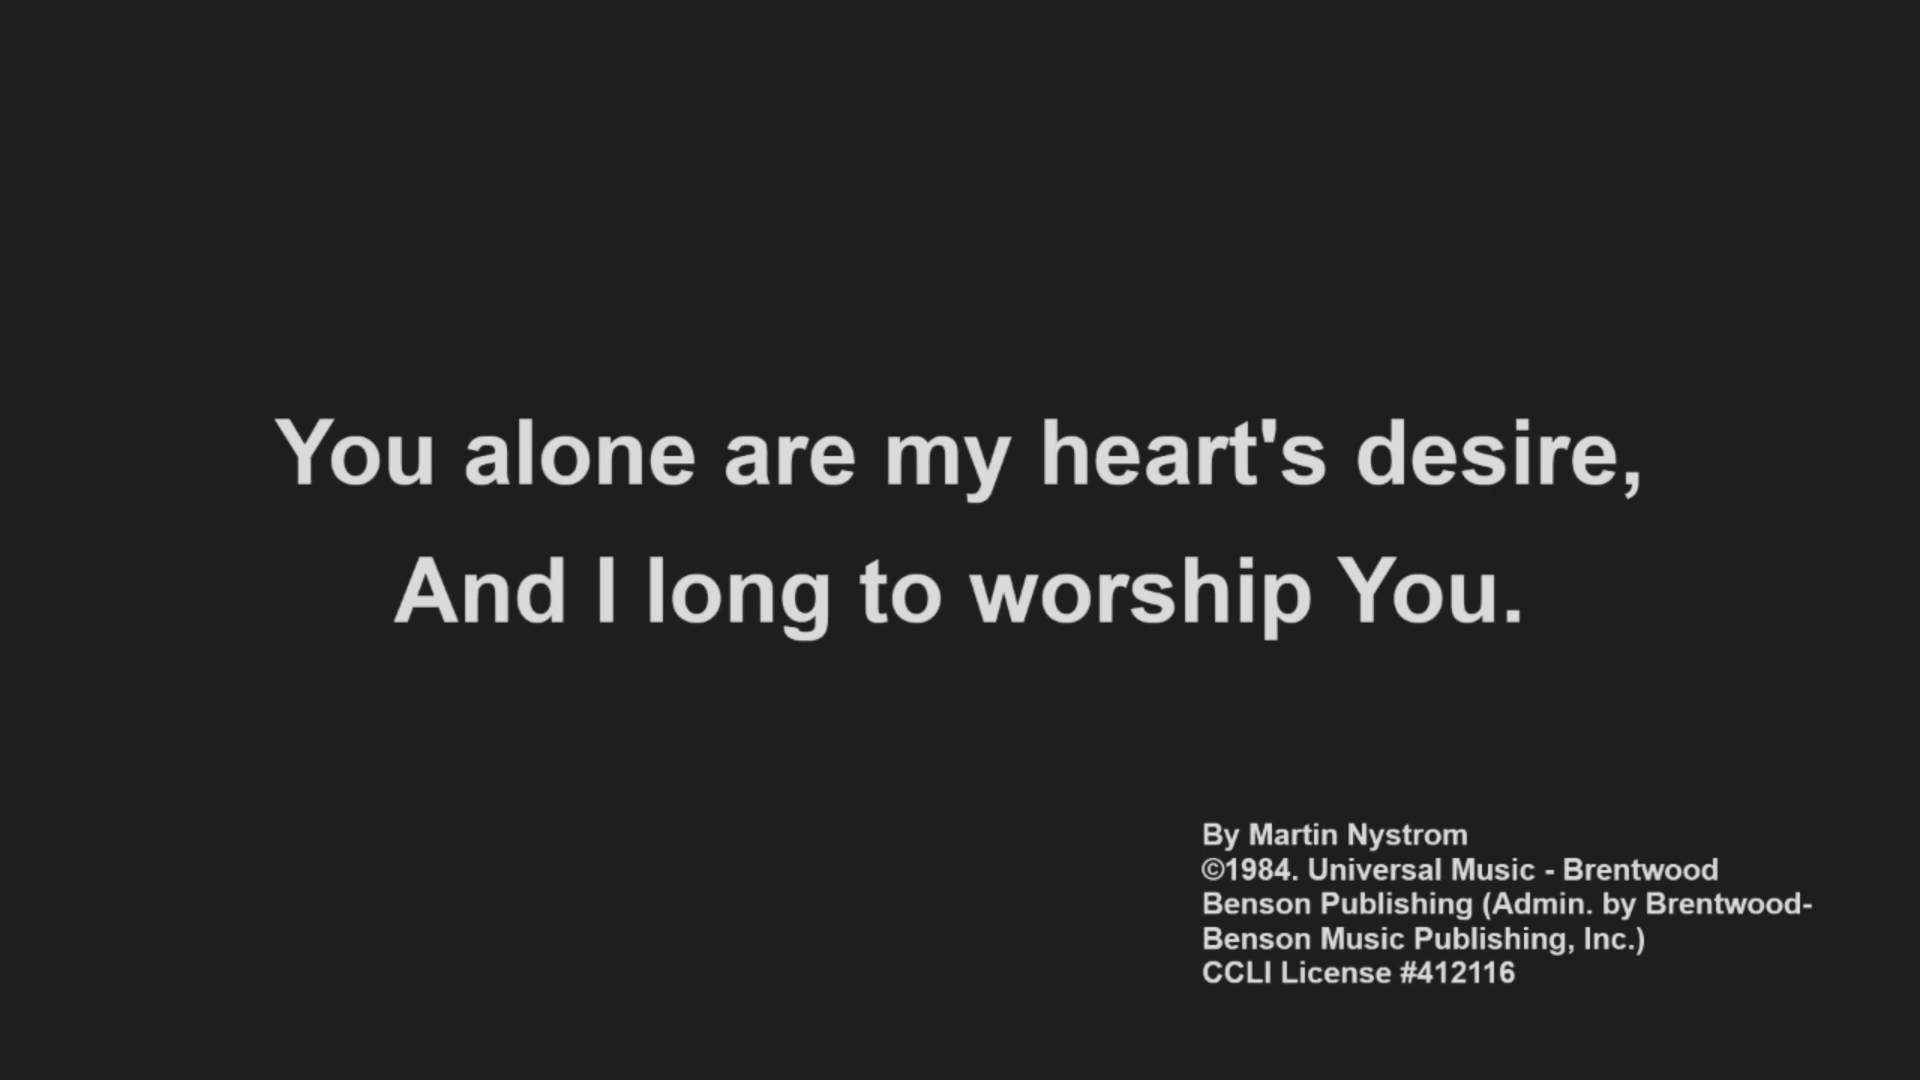 You alone are my heart's desire,
And I long to worship You.
By Martin Nystrom
©1984. Universal Music - Brentwood
Benson Publishing (Admin. by Brentwood-
Benson Music Publishing, Inc.)
CCLI License #412116